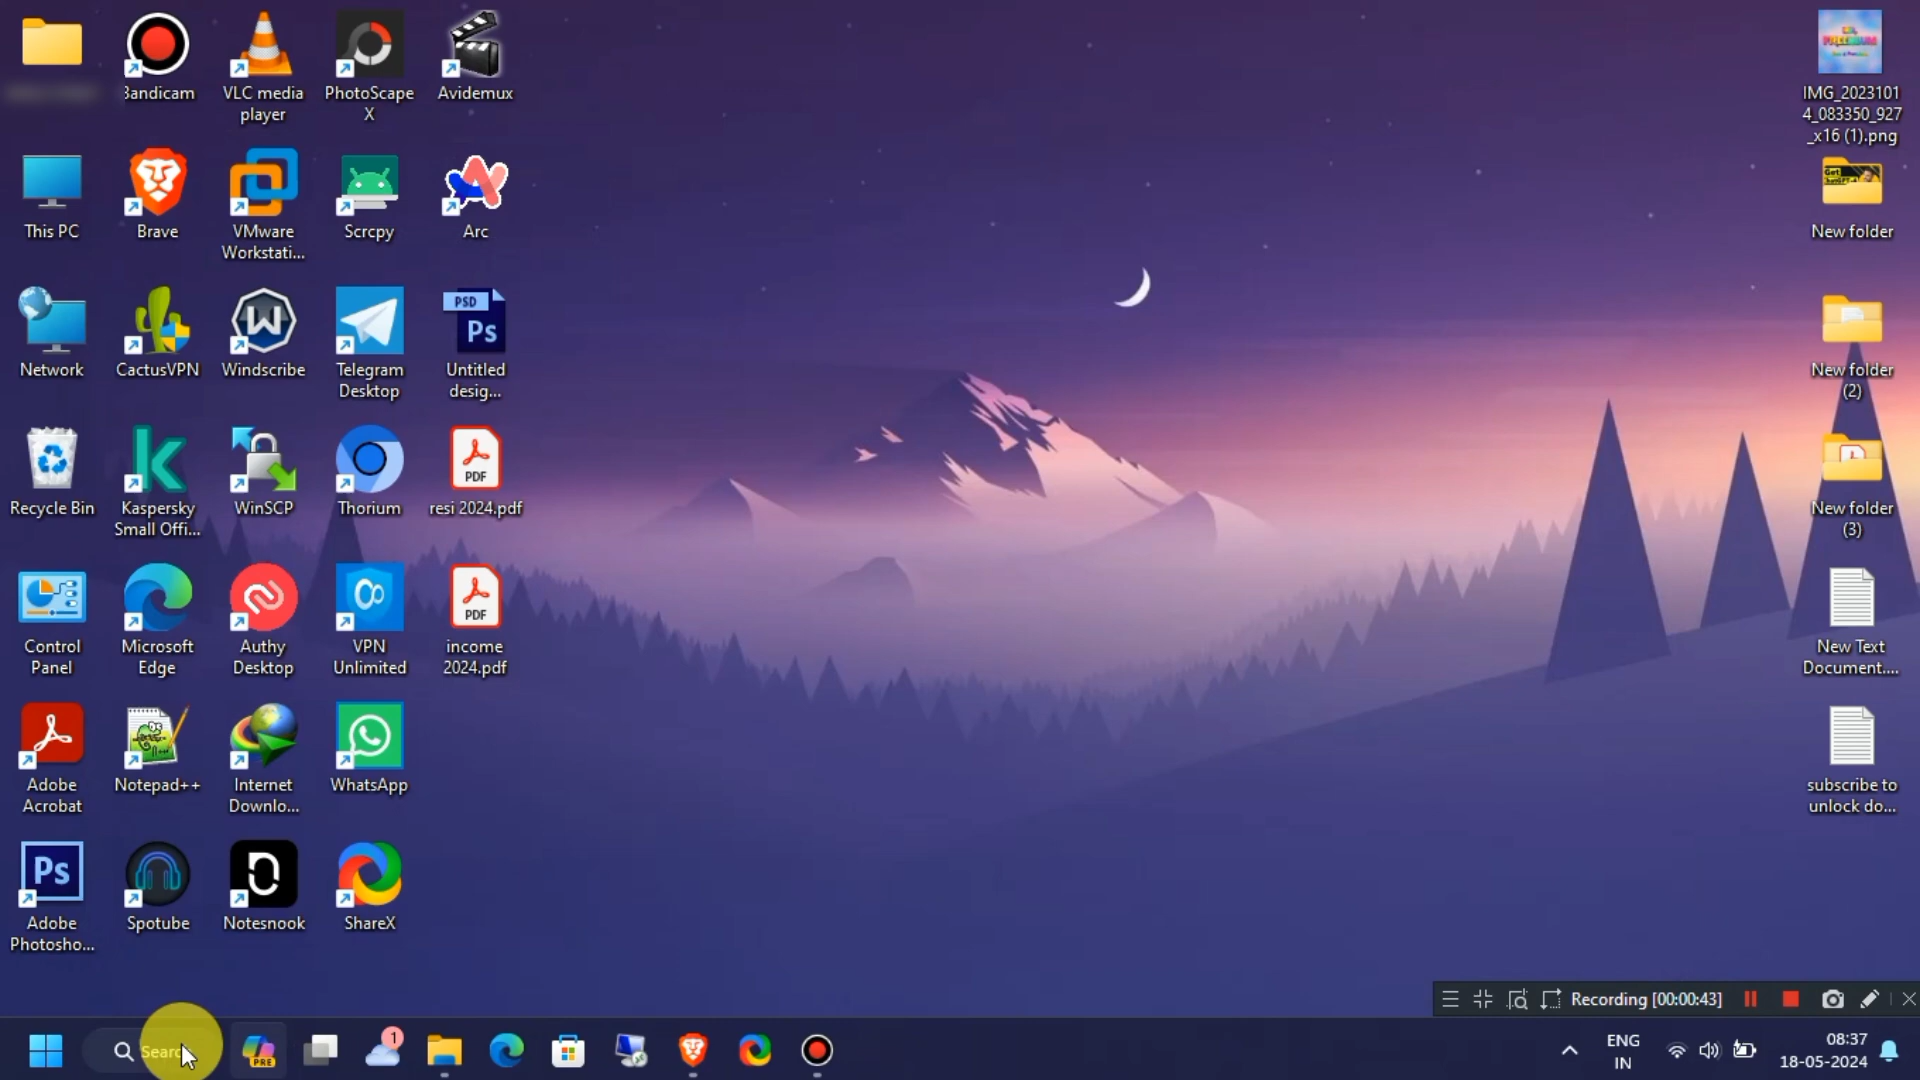 Bandicam
VLC media
player
PhotoScape
X
Avidemux
This PC
Brave
VMware
Workstati...
Scrcpy
Arc
Network
CactusVPN
Windscribe
Telegram
Desktop
PSD
Ps
Untitled
desig...
Recycle Bin
Kaspersky
Small Offi...
WinSCP
Thorium
PDF
resi 2024.pdf
Control
Panel
Microsoft
Edge
Authy
Desktop
VPN
Unlimited
PDF
income
2024.pdf
Adobe
Acrobat
Notepad++
Internet
Downlo...
WhatsApp
Ps
Adobe
Photosho...
Spotube
Notesnook
ShareX
IMG_2023101
4_083350_927
_x16 (1).png
New folder
New folder
(2)
New folder
(3)
New Text
Document....
subscribe to
unlock do...
Recording [00:00:43]
Search
PRE
1
ENG
IN
08:37
18-05-2024